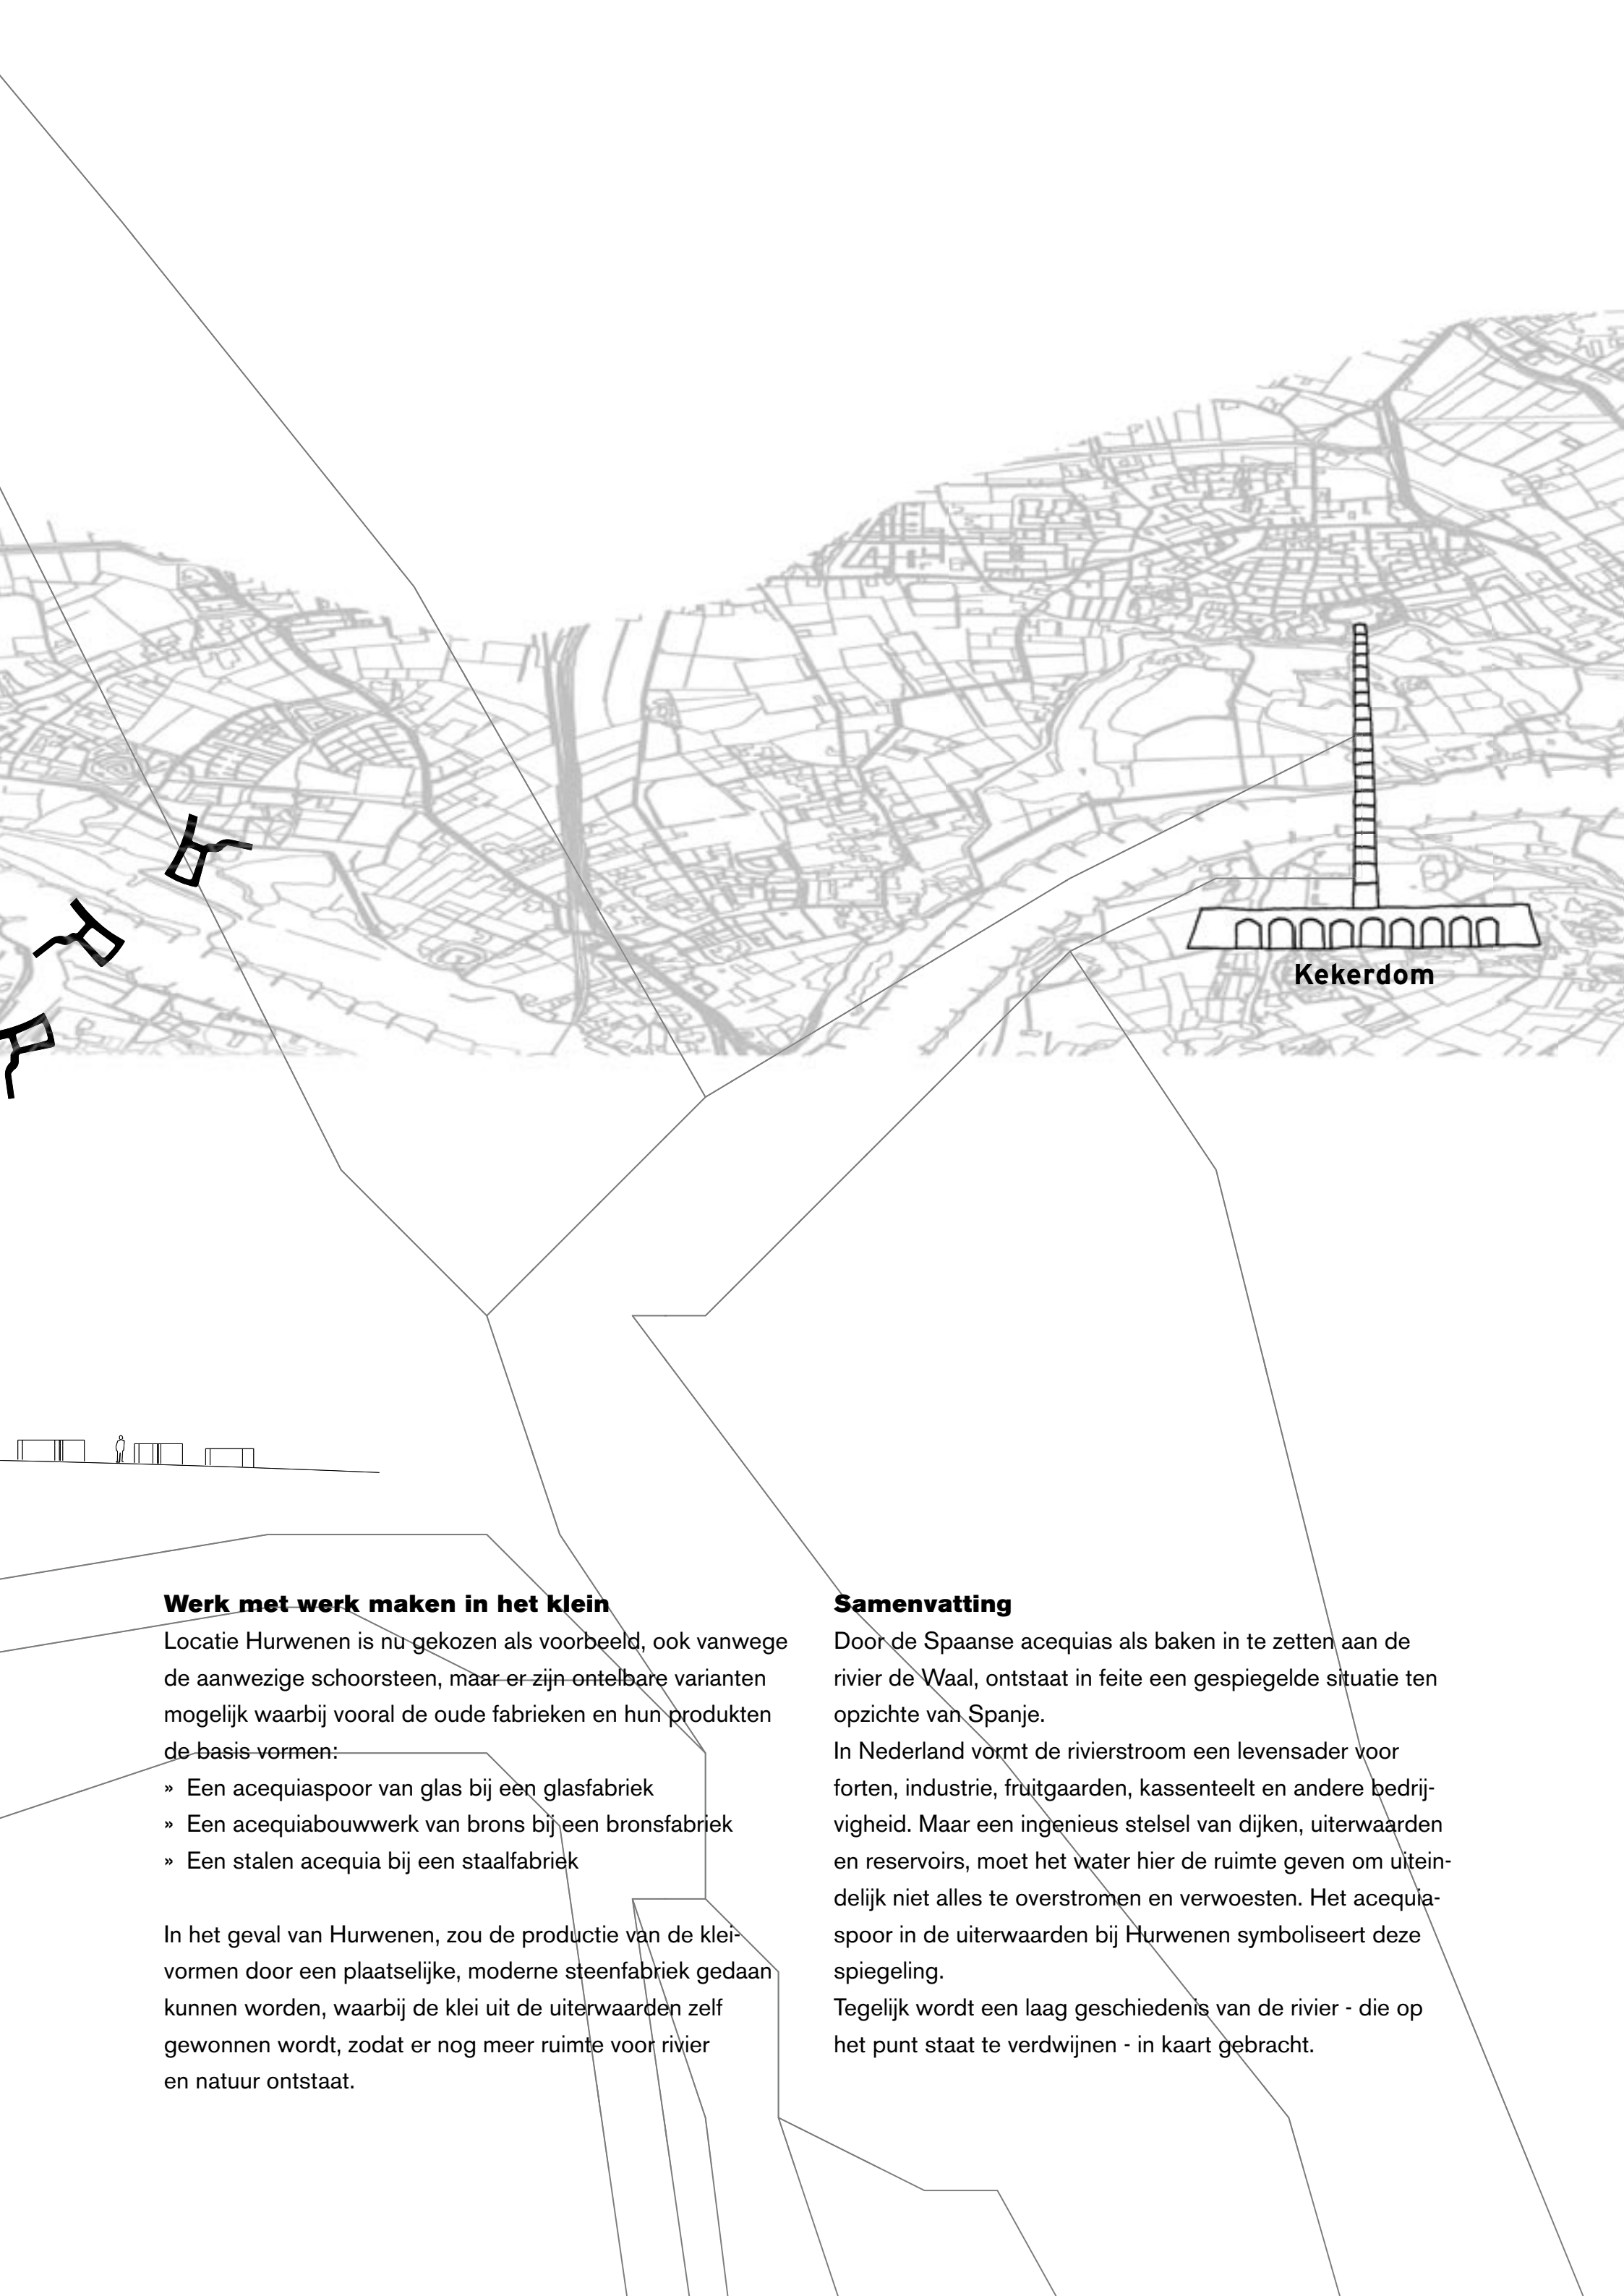 Kekerdom
Werk met werk maken in het klein
Locatie Hurwenen is nu gekozen als voorbeeld, ook vanwege
de aanwezige schoorsteen, maar er zijn ontelbare varianten
mogelijk waarbij vooral de oude fabrieken en hun produkten
de basis vormen:
» Een acequiaspoor van glas bij een glasfabriek
» Een acequiabouwwerk van brons bij een bronsfabriek
» Een stalen acequia bij een staalfabriek
In het geval van Hurwenen, zou de productie van de klei-
vormen door een plaatselijke, moderne steenfabriek gedaan
kunnen worden, waarbij de klei uit de uiterwaarden zelf
gewonnen wordt, zodat er nog meer ruimte voor rivier
en natuur ontstaat.
Samenvatting
Door de Spaanse acequias als baken in te zetten aan de
rivier de Waal, ontstaat in feite een gespiegelde situatie ten
opzichte van Spanje.
In Nederland vormt de rivierstroom een levensader voor
forten, industrie, fruitgaarden, kassenteelt en andere bedrij-
vigheid. Maar een ingenieus stelsel van dijken, uiterwaarden
en reservoirs, moet het water hier de ruimte geven om uitein-
delijk niet alles te overstromen en verwoesten. Het acequia-
spoor in de uiterwaarden bij Hurwenen symboliseert deze
spiegeling.
Tegelijk wordt een laag geschiedenis van de rivier - die op
het punt staat te verdwijnen - in kaart gebracht.